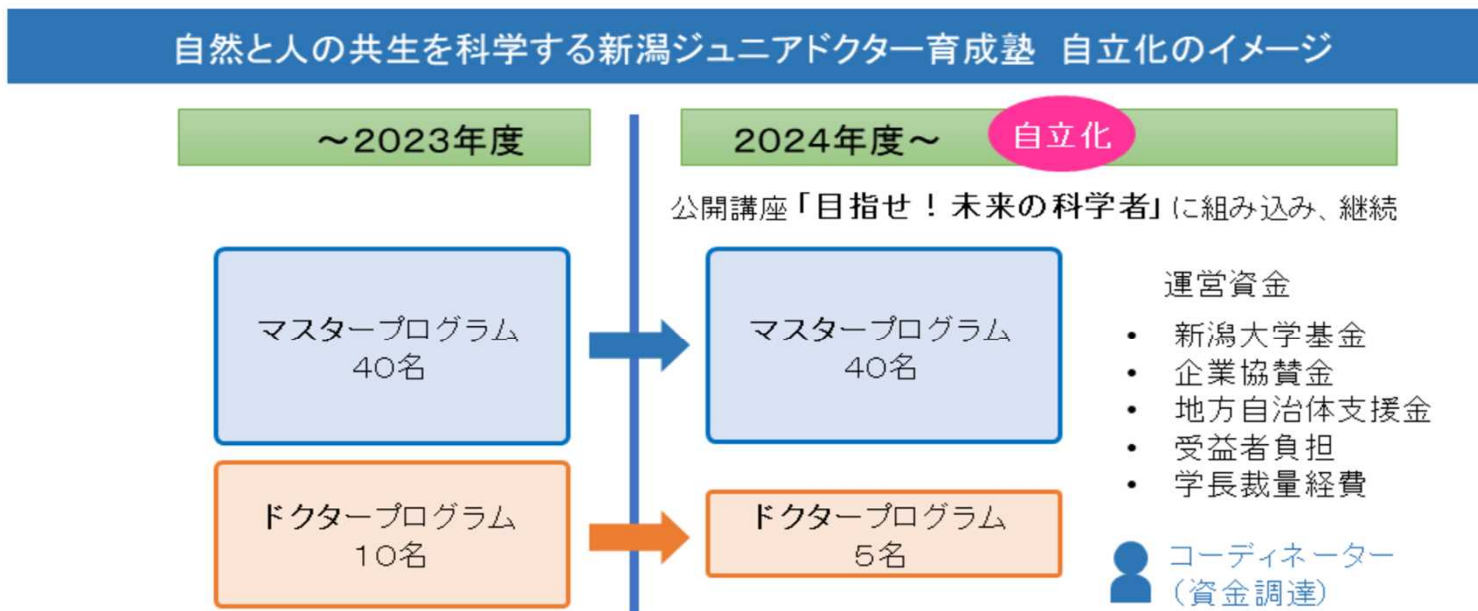 自然と人の共生を科学する新潟ジュニアドクター育成塾 自立化のイメージ
～2023年度
2024年度～
自立化
公開講座「目指せ！未来の科学者」に組み込み、継続
マスタープログラム
40名
マスタープログラム
40名
ドクタープログラム
10名
ドクタープログラム
5名
運営資金
• 新潟大学基金
• 企業協賛金
• 地方自治体支援金
• 受益者負担
• 学長裁量経費
コーディネーター
（資金調達）